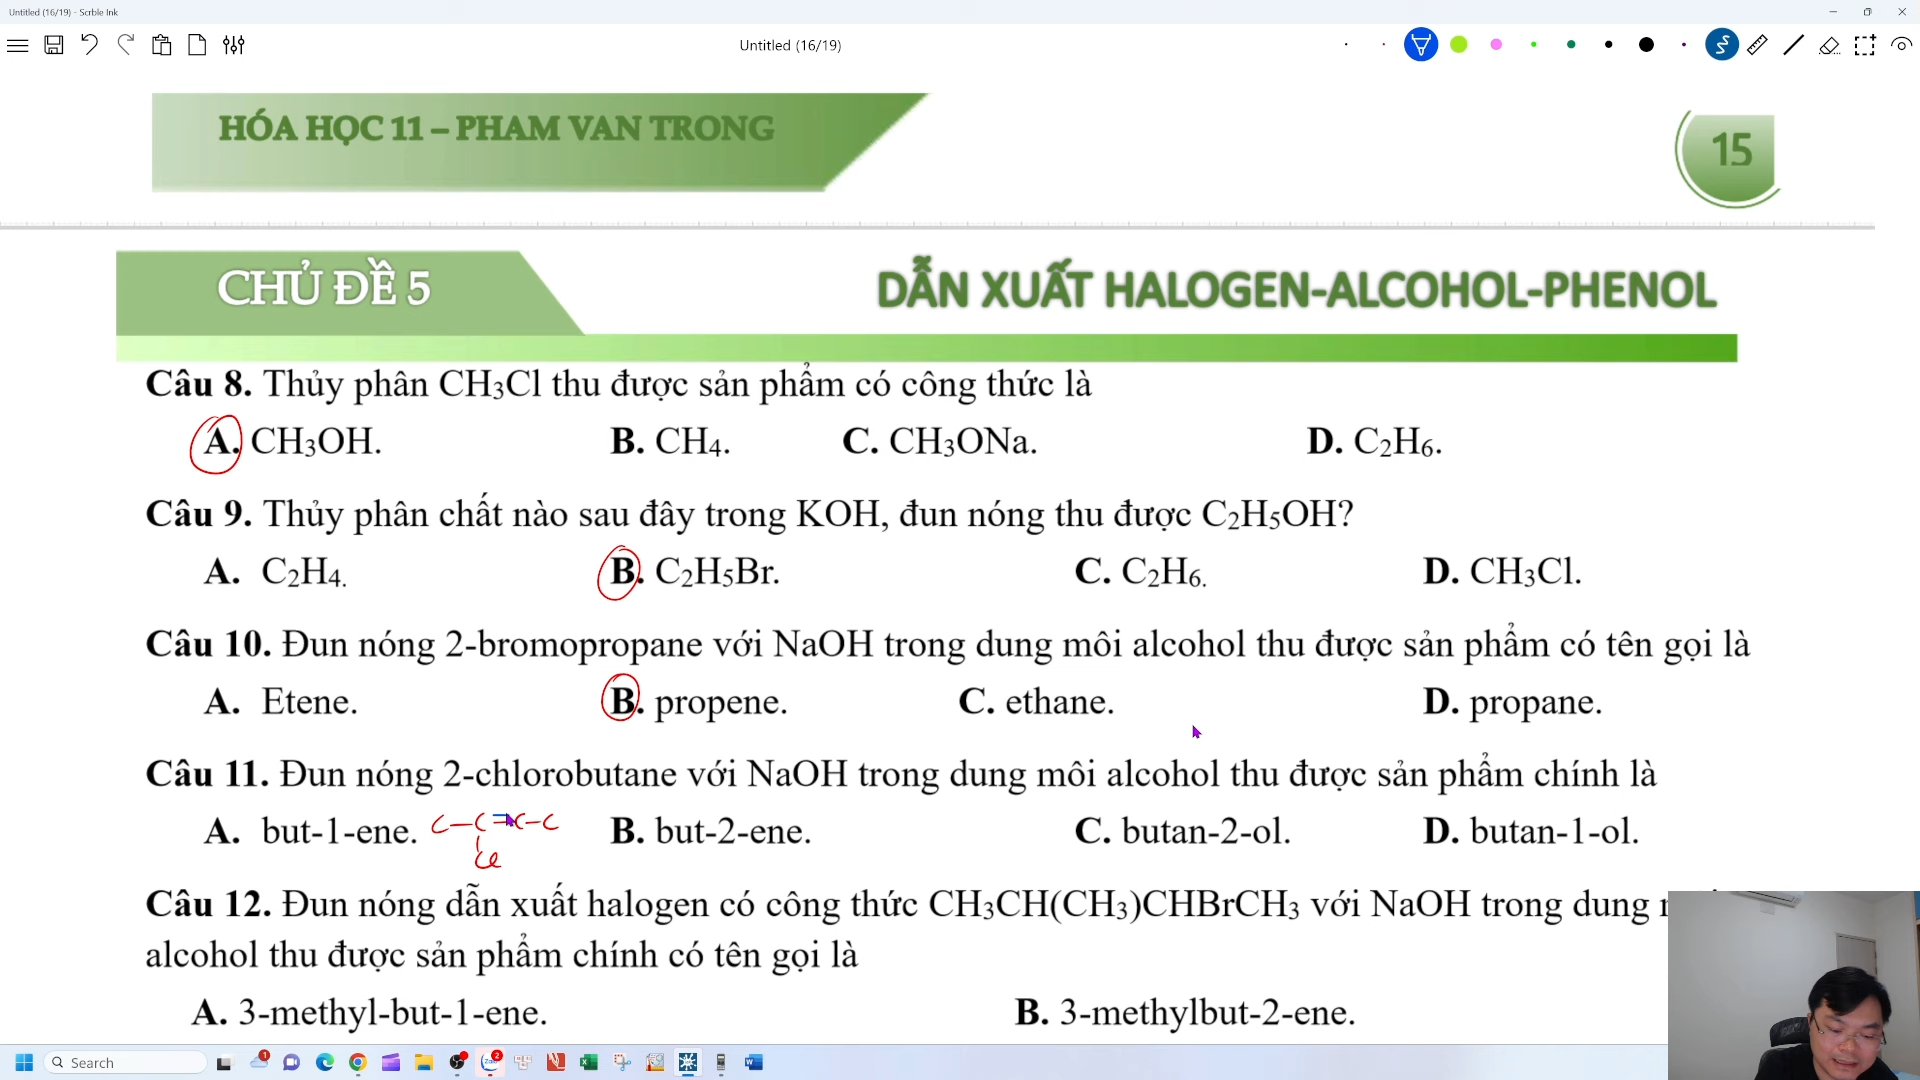 Untitled (16/19) - Scrble Ink
Untitled (16/19)
HÓA HỌC 11 – PHAM VAN TRONG
15
CHỦ ĐỀ 5
DẪN XUẤT HALOGEN-ALCOHOL-PHENOL
Câu 8. Thủy phân CH₃Cl thu được sản phẩm có công thức là
A. CH₃OH. B. CH₄. C. CH₃ONa. D. C₂H₆.
Câu 9. Thủy phân chất nào sau đây trong KOH, đun nóng thu được C₂H₅OH?
A. C₂H₄. B. C₂H₅Br. C. C₂H₆. D. CH₃Cl.
Câu 10. Đun nóng 2-bromopropane với NaOH trong dung môi alcohol thu được sản phẩm có tên gọi là
A. Etene. B. propene. C. ethane. D. propane.
Câu 11. Đun nóng 2-chlorobutane với NaOH trong dung môi alcohol thu được sản phẩm chính là
A. but-1-ene. C—C=C-C B. but-2-ene. C. butan-2-ol. D. butan-1-ol.
Cl
Câu 12. Đun nóng dẫn xuất halogen có công thức CH₃CH(CH₃)CHBrCH₃ với NaOH trong dung
alcohol thu được sản phẩm chính có tên gọi là
A. 3-methyl-but-1-ene. B. 3-methylbut-2-ene.
Search